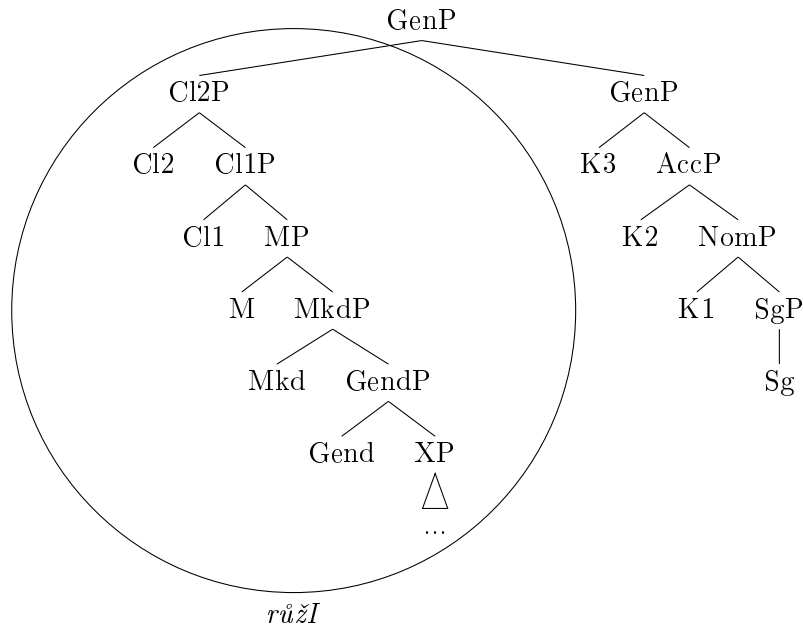 GenP
Cl2P GenP
Cl2 Cl1P K3 AccP
Cl1 MP K2 NomP
M MkdP K1 SgP
Mkd GendP Sg
Gend XP
...
růžI